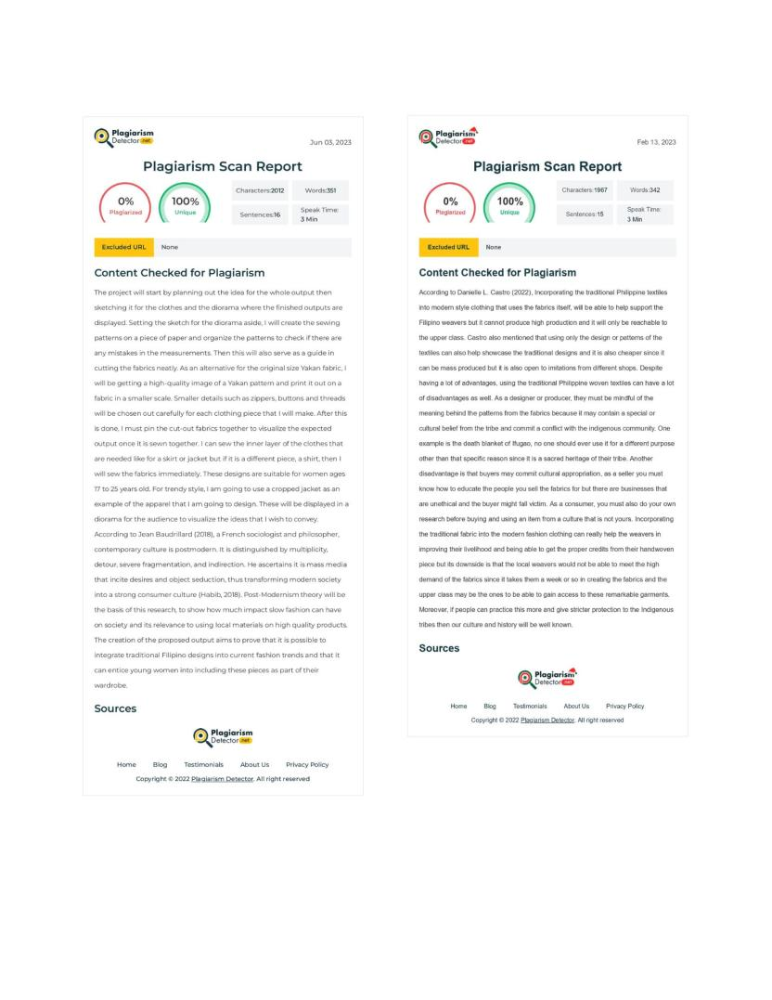 Plagiarism
Detector .net
Jun 03, 2023
Plagiarism Scan Report
0%
Plagiarized
100%
Unique
Characters:2012
Words:351
Sentences:16
Speak Time:
3 Min
Excluded URL
None
Content Checked for Plagiarism
The project will start by planning out the idea for the whole output then
sketching it for the clothes and the diorama where the finished outputs are
displayed. Setting the sketch for the diorama aside, I will create the sewing
patterns on a piece of paper and organize the patterns to check if there are
any mistakes in the measurements. Then this will also serve as a guide in
cutting the fabrics neatly. As an alternative for the original size Yakan fabric, I
will be getting a high-quality image of a Yakan pattern and print it out on a
fabric in a smaller scale. Smaller details such as zippers, buttons and threads
will be chosen out carefully for each clothing piece that I will make. After this
is done, I must pin the cut-out fabrics together to visualize the expected
output once it is sewn together. I can sew the inner layer of the clothes that
are needed like for a skirt or jacket but if it is a different piece, a shirt, then I
will sew the fabrics immediately. These designs are suitable for women ages
17 to 25 years old. For trendy style, I am going to use a cropped jacket as an
example of the apparel that I am going to design. These will be displayed in a
diorama for the audience to visualize the ideas that I wish to convey.
According to Jean Baudrillard (2018), a French sociologist and philosopher,
contemporary culture is postmodern. It is distinguished by multiplicity,
detour, severe fragmentation, and indirection. He ascertains it is mass media
that incite desires and object seduction, thus transforming modern society
into a strong consumer culture (Habib, 2018). Post-Modernism theory will be
the basis of this research, to show how much impact slow fashion can have
on society and its relevance to using local materials on high quality products.
The creation of the proposed output aims to prove that it is possible to
integrate traditional Filipino designs into current fashion trends and that it
can entice young women into including these pieces as part of their
wardrobe.
Sources
Plagiarism
Detector .net
Home Blog Testimonials About Us Privacy Policy
Copyright © 2022 Plagiarism Detector. All right reserved
Plagiarism
Detector .net
Feb 13, 2023
Plagiarism Scan Report
0%
Plagiarized
100%
Unique
Characters:1967
Words:342
Sentences:15
Speak Time:
3 Min
Excluded URL
None
Content Checked for Plagiarism
According to Danielle L. Castro (2022), Incorporating the traditional Philippine textiles
into modern style clothing that uses the fabrics itself, will be able to help support the
Filipino weavers but it cannot produce high production and it will only be reachable to
the upper class. Castro also mentioned that using only the design or patterns of the
textiles can also help showcase the traditional designs and it is also cheaper since it
can be mass produced but it is also open to imitations from different shops. Despite
having a lot of advantages, using the traditional Philippine woven textiles can have a lot
of disadvantages as well. As a designer or producer, they must be mindful of the
meaning behind the patterns from the fabrics because it may contain a special or
cultural belief from the tribe and commit a conflict with the indigenous community. One
example is the death blanket of Ifugao, no one should ever use it for a different purpose
other than that specific reason since it is a sacred heritage of their tribe. Another
disadvantage is that buyers may commit cultural appropriation, as a seller you must
know how to educate the people you sell the fabrics for but there are businesses that
are unethical and the buyer might fall victim. As a consumer, you must also do your own
research before buying and using an item from a culture that is not yours. Incorporating
the traditional fabric into the modern fashion clothing can really help the weavers in
improving their livelihood and being able to get the proper credits from their handwoven
piece but its downside is that the local weavers would not be able to meet the high
demand of the fabrics since it takes them a week or so in creating the fabrics and the
upper class may be the ones to be able to gain access to these remarkable garments.
Moreover, if people can practice this more and give stricter protection to the Indigenous
tribes then our culture and history will be well known.
Sources
Plagiarism
Detector .net
Home Blog Testimonials About Us Privacy Policy
Copyright © 2022 Plagiarism Detector. All right reserved